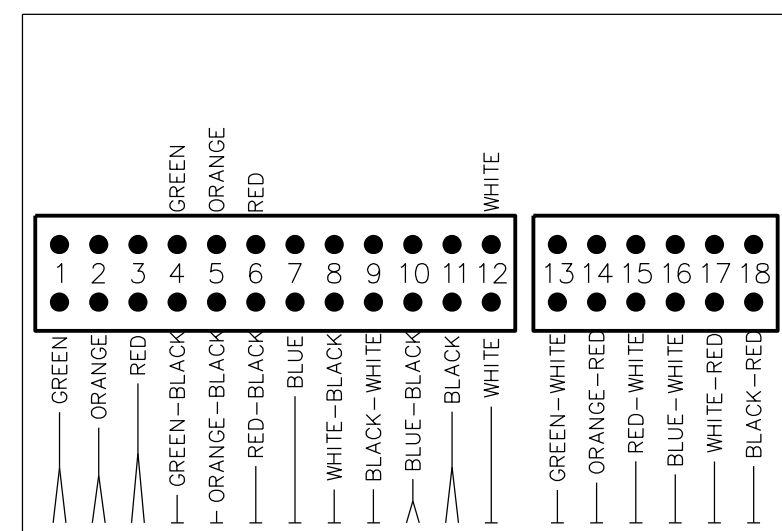 GREEN
ORANGE
RED
WHITE
1 2 3 4 5 6 7 8 9 10 11 12
13 14 15 16 17 18
GREEN
ORANGE
RED
GREEN-BLACK
ORANGE-BLACK
RED-BLACK
BLUE
WHITE-BLACK
BLACK-WHITE
BLUE-BLACK
BLACK
WHITE
GREEN-WHITE
ORANGE-RED
RED-WHITE
BLUE-WHITE
WHITE-RED
BLACK-RED